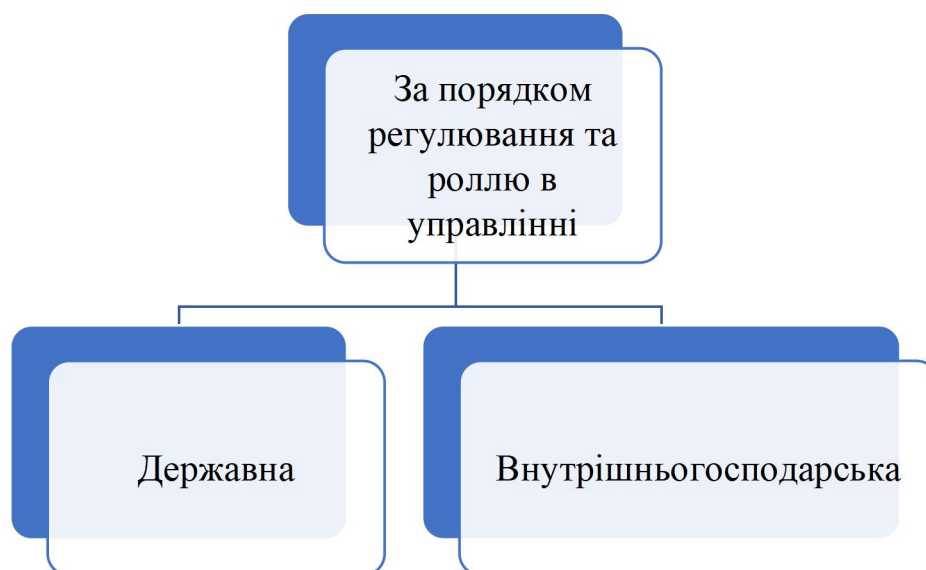 За порядком
регулювання та
роллю в
управлінні
Державна
Внутрішньогосподарська